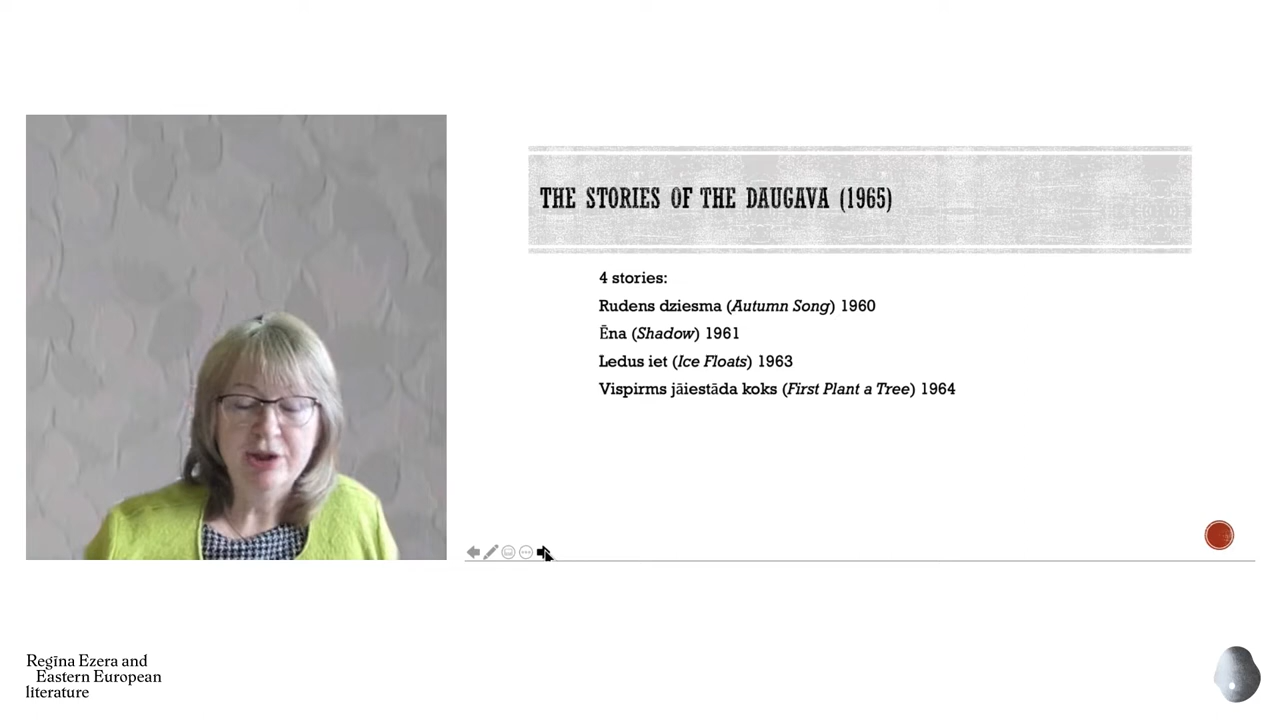 THE STORIES OF THE DAUGAVA (1965)
4 stories:
Rudens dziesma (Autumn Song) 1960
Ēna (Shadow) 1961
Ledus iet (Ice Floats) 1963
Vispirms jāiestāda koks (First Plant a Tree) 1964
Regīna Ezera and
Eastern European
literature